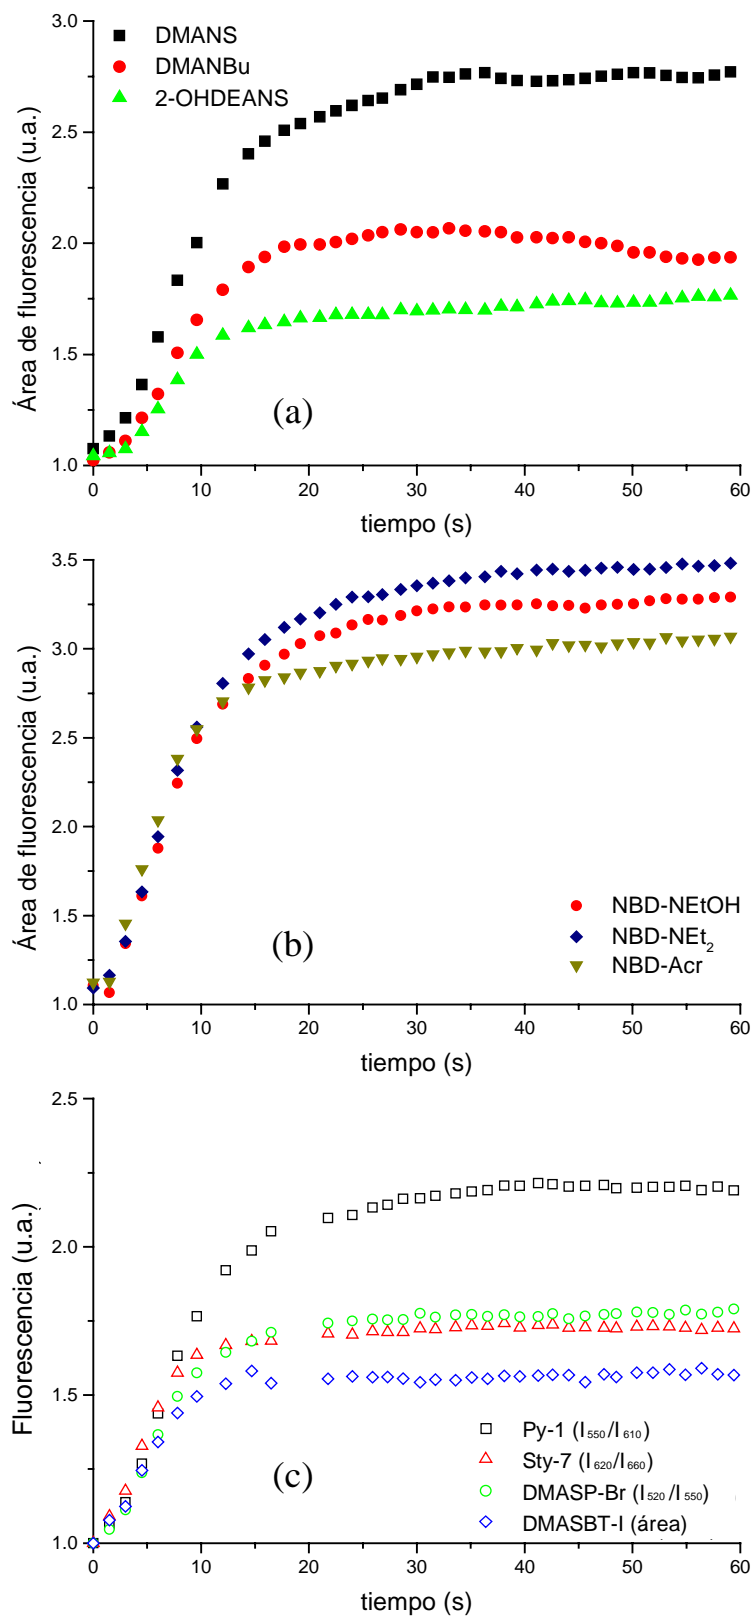 3.0
DMANS
DMANBu
2-OHDEANS
2.5
2.0
1.5
1.0
Área de fluorescencia (u.a.)
(a)
0 10 20 30 40 50 60
tiempo (s)
3.5
3.0
2.5
2.0
1.5
1.0
Área de fluorescencia (u.a.)
NBD-NEtOH
NBD-NEt₂
NBD-Acr
(b)
0 10 20 30 40 50 60
tiempo (s)
2.5
2.0
1.5
1.0
Fluorescencia (u.a.)
Py-1 (I₅₅₀/I₆₁₀)
Sty-7 (I₆₂₀/I₆₆₀)
DMASP-Br (I₅₂₀/I₅₅₀)
DMASBT-I (área)
(c)
0 10 20 30 40 50 60
tiempo (s)